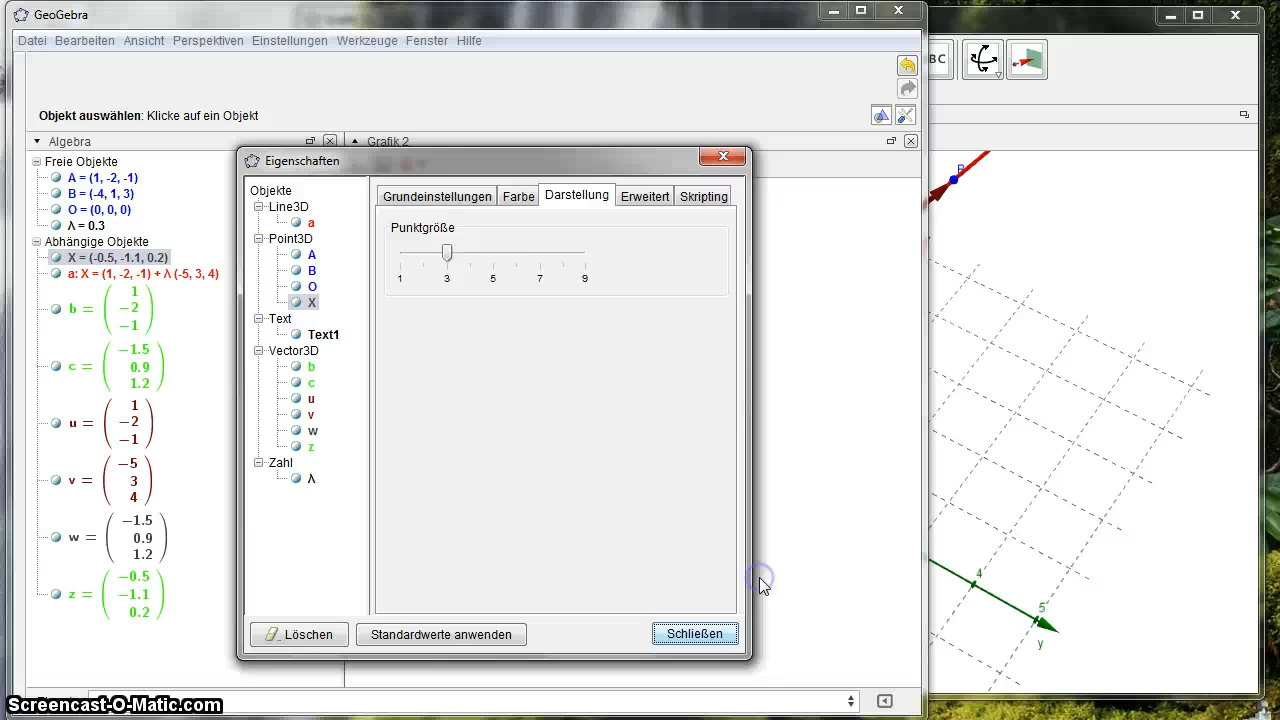 GeoGebra
Datei Bearbeiten Ansicht Perspektiven Einstellungen Werkzeuge Fenster Hilfe
BC
Objekt auswählen: Klicke auf ein Objekt
Algebra
Grafik 2
Freie Objekte
A = (1, -2, -1)
B = (-4, 1, 3)
O = (0, 0, 0)
Λ = 0.3
Abhängige Objekte
X = (-0.5, -1.1, 0.2)
a: X = (1, -2, -1) + Λ (-5, 3, 4)
b = ( 1
−2
−1 )
c = ( −1.5
0.9
1.2 )
u = ( 1
−2
−1 )
v = ( −5
3
4 )
w = ( −1.5
0.9
1.2 )
z = ( −0.5
−1.1
0.2 )
Eigenschaften
Objekte
Line3D
a
Point3D
A
B
O
X
Text
Text1
Vector3D
b
c
u
v
w
z
Zahl
Λ
Grundeinstellungen Farbe Darstellung Erweitert Skripting
Punktgröße
1 3 5 7 9
Löschen Standardwerte anwenden Schließen
B
4
5
y
Screencast-O-Matic.com